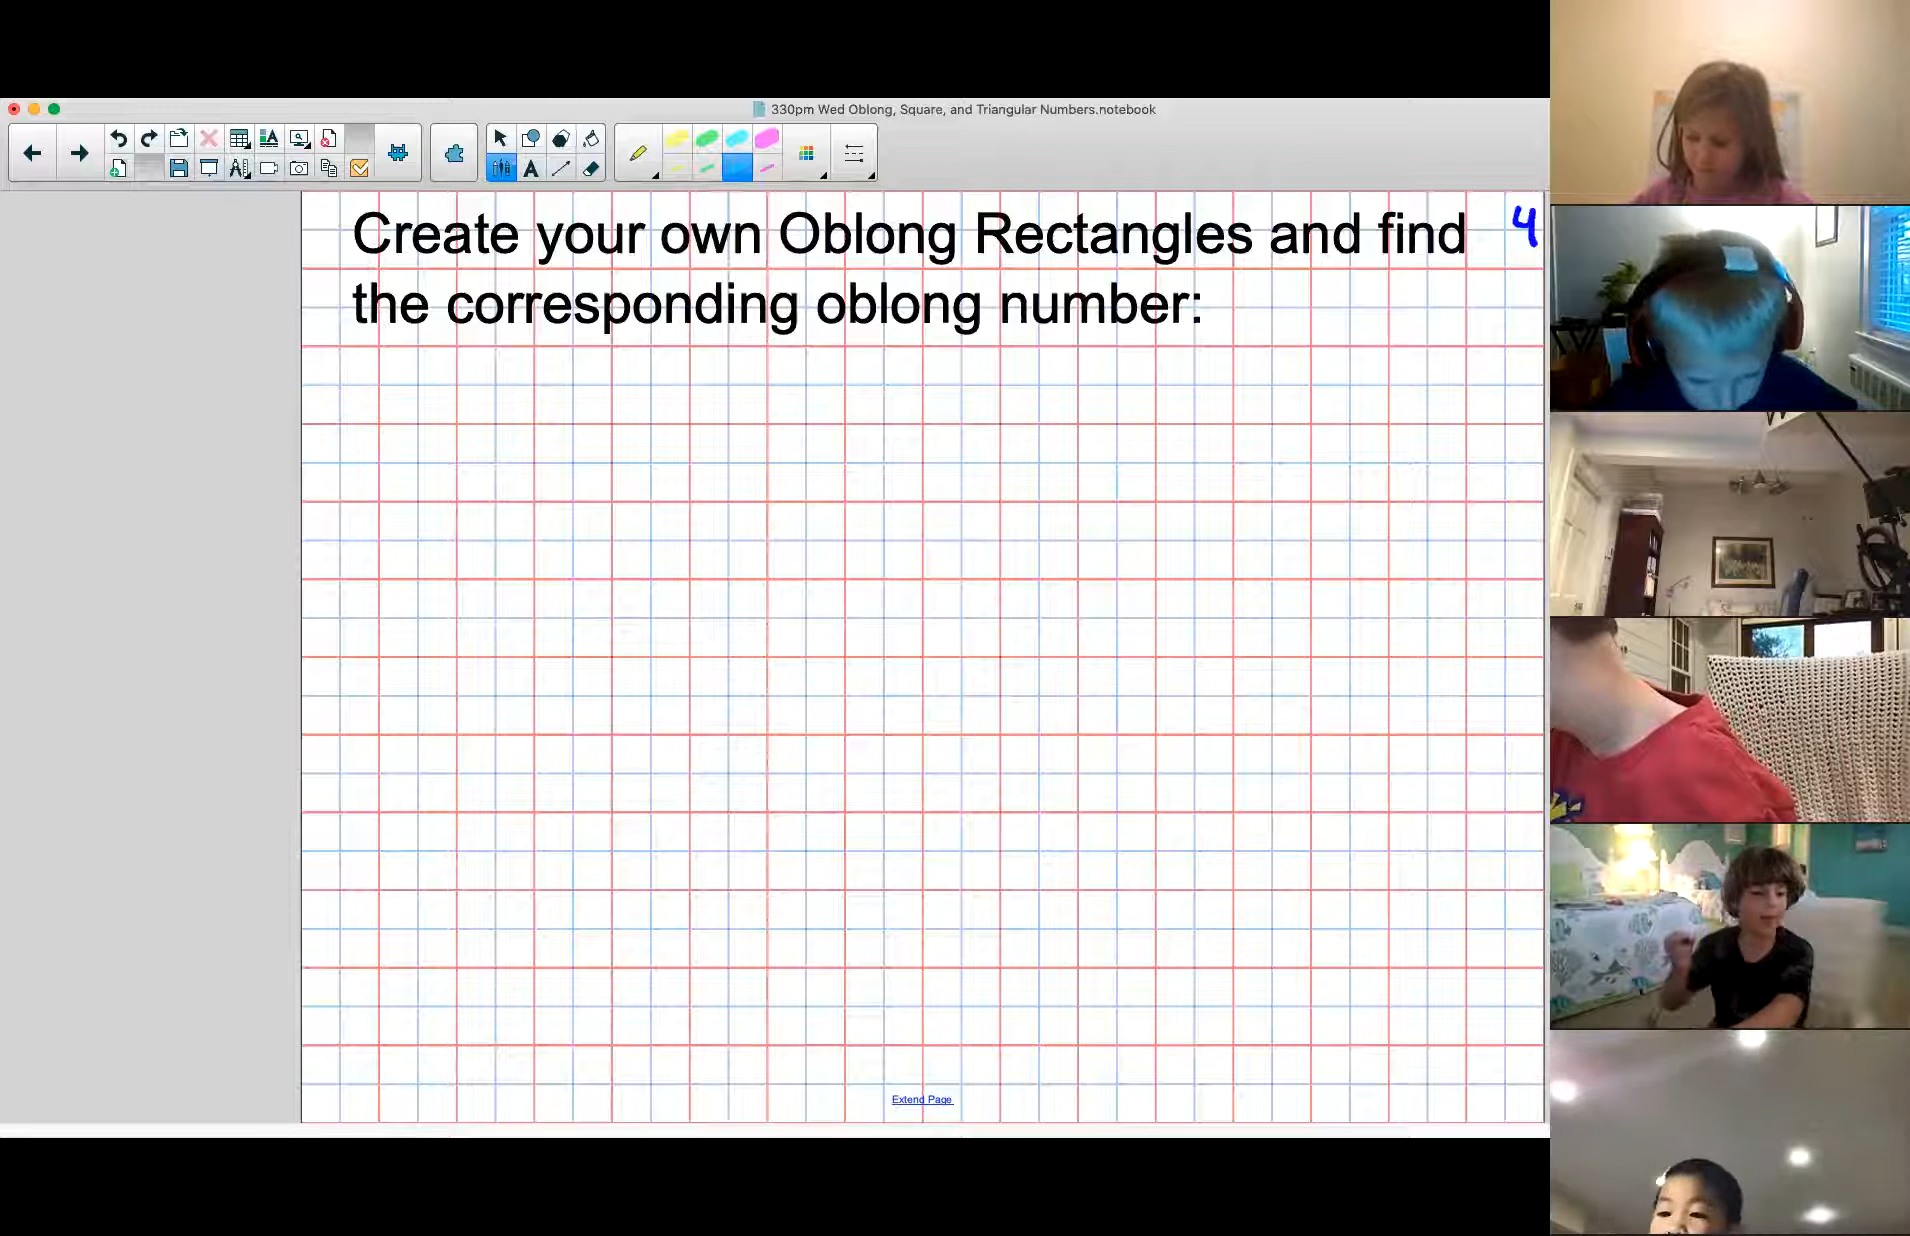 330pm Wed Oblong, Square, and Triangular Numbers.notebook
Create your own Oblong Rectangles and find 4
the corresponding oblong number:
Extend Page